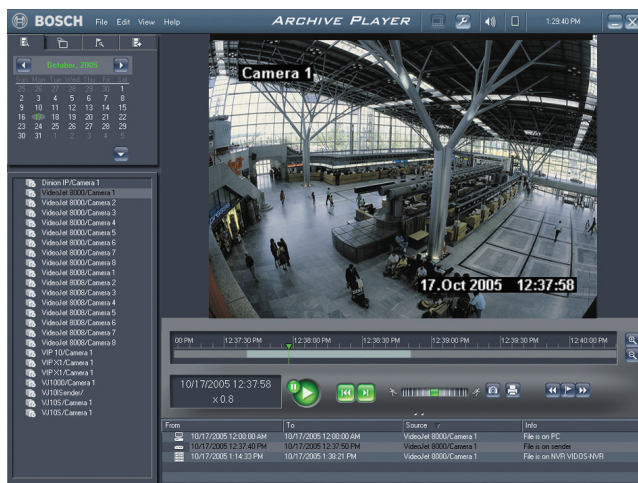 BOSCH File Edit View Help ARCHIVE PLAYER 1:29:40 PM
October, 2005
Sun Mon Tue Wed Thu Fri Sat
25 26 27 28 29 30 1
2 3 4 5 6 7 8
9 10 11 12 13 14 15
16 17 18 19 20 21 22
23 24 25 26 27 28 29
30 31 1 2 3 4 5
Dinion IP/Camera 1
VideoJet 8000/Camera 1
VideoJet 8000/Camera 2
VideoJet 8000/Camera 3
VideoJet 8000/Camera 4
VideoJet 8000/Camera 5
VideoJet 8000/Camera 6
VideoJet 8000/Camera 7
VideoJet 8000/Camera 8
VideoJet 8008/Camera 1
VideoJet 8008/Camera 2
VideoJet 8008/Camera 3
VideoJet 8008/Camera 4
VideoJet 8008/Camera 5
VideoJet 8008/Camera 6
VideoJet 8008/Camera 7
VideoJet 8008/Camera 8
VIP 10/Camera 1
VIP X1/Camera 1
VIP X1/Camera 1
VJ1000/Camera 1
VJ10Sender/
VJ10S/Camera 1
VJ10S/Camera 1
Camera 1
17.Oct 2005 12:37:58
00 PM 12:37:30 PM 12:38:00 PM 12:38:30 PM 12:39:00 PM 12:39:30 PM 12:40:00 PM
10/17/2005 12:37:58
x 0.8
From To Source Info
10/17/2005 12:00:00 AM 10/17/2005 12:00:00 AM VideoJet 8000/Camera 1 File is on PC
10/17/2005 12:37:40 PM 10/17/2005 12:37:50 PM VideoJet 8000/Camera 1 File is on sender
10/17/2005 1:14:33 PM 10/17/2005 1:38:21 PM VideoJet 8000/Camera 1 File is on NVR VIDOS-NVR